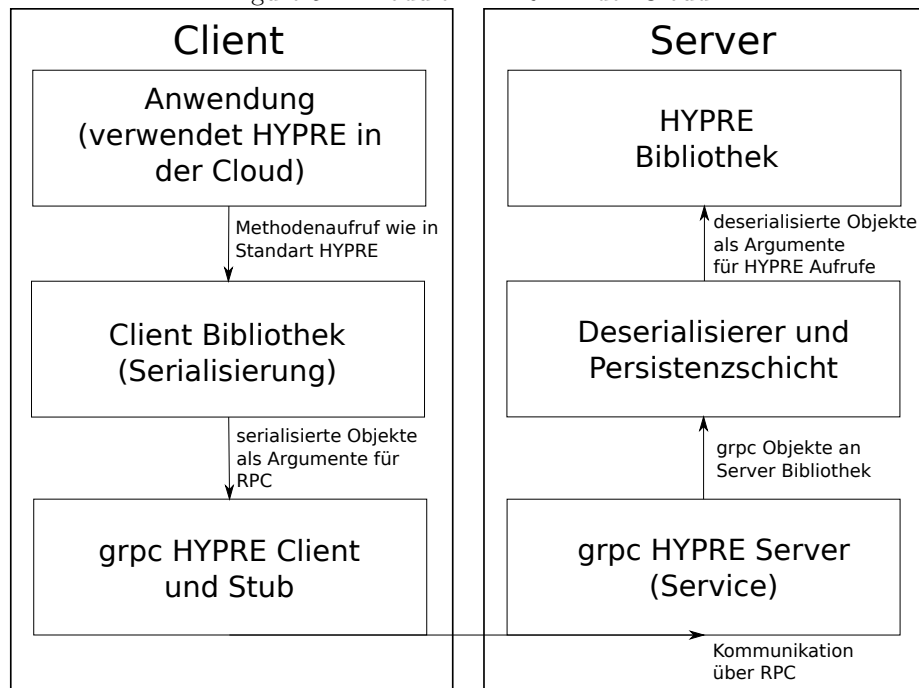 Client
Anwendung
(verwendet HYPRE in
der Cloud)
Methodenaufruf wie in
Standart HYPRE
Client Bibliothek
(Serialisierung)
serialisierte Objekte
als Argumente für
RPC
grpc HYPRE Client
und Stub
Server
HYPRE
Bibliothek
deserialisierte Objekte
als Argumente
für HYPRE Aufrufe
Deserialisierer und
Persistenzschicht
grpc Objekte an
Server Bibliothek
grpc HYPRE Server
(Service)
Kommunikation
über RPC